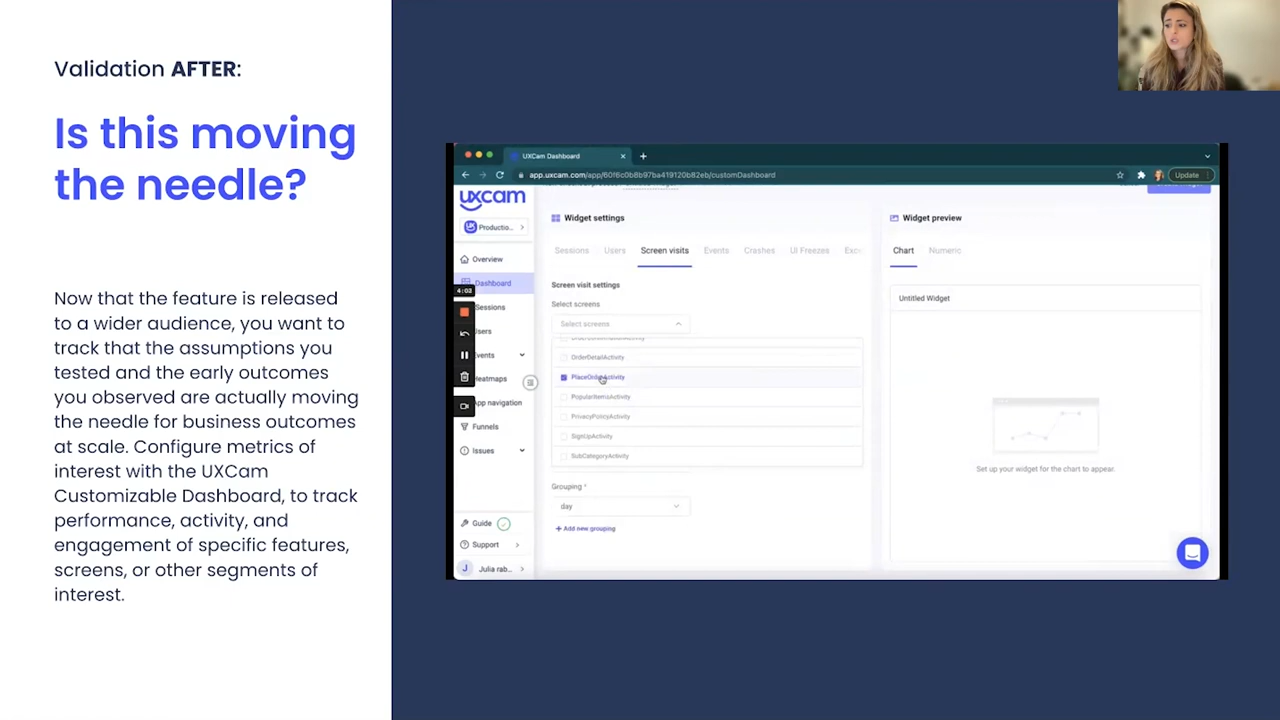 Validation AFTER:
Is this moving
the needle?
Now that the feature is released
to a wider audience, you want to
track that the assumptions you
tested and the early outcomes
you observed are actually moving
the needle for business outcomes
at scale. Configure metrics of
interest with the UXCam
Customizable Dashboard, to track
performance, activity, and
engagement of specific features,
screens, or other segments of
interest.
UXCam Dashboard
app.uxcam.com/app/60f6c0b8b97ba419120b82eb/customDashboard
Update
uxcam
Productio...
Overview
Dashboard
4:03
Sessions
Users
Events
Heatmaps
App navigation
Funnels
Issues
Guide
Support
J
Julia rab...
Widget settings
Sessions
Users
Screen visits
Events
Crashes
UI Freezes
Exce
Screen visit settings
Select screens
Select screens
OrderDetailActivity
PlaceOrderActivity
PopularItemsActivity
PrivacyPolicyActivity
SignUpActivity
SubCategoryActivity
Grouping *
day
+ Add new grouping
Widget preview
Chart
Numeric
Untitled Widget
Set up your widget for the chart to appear.